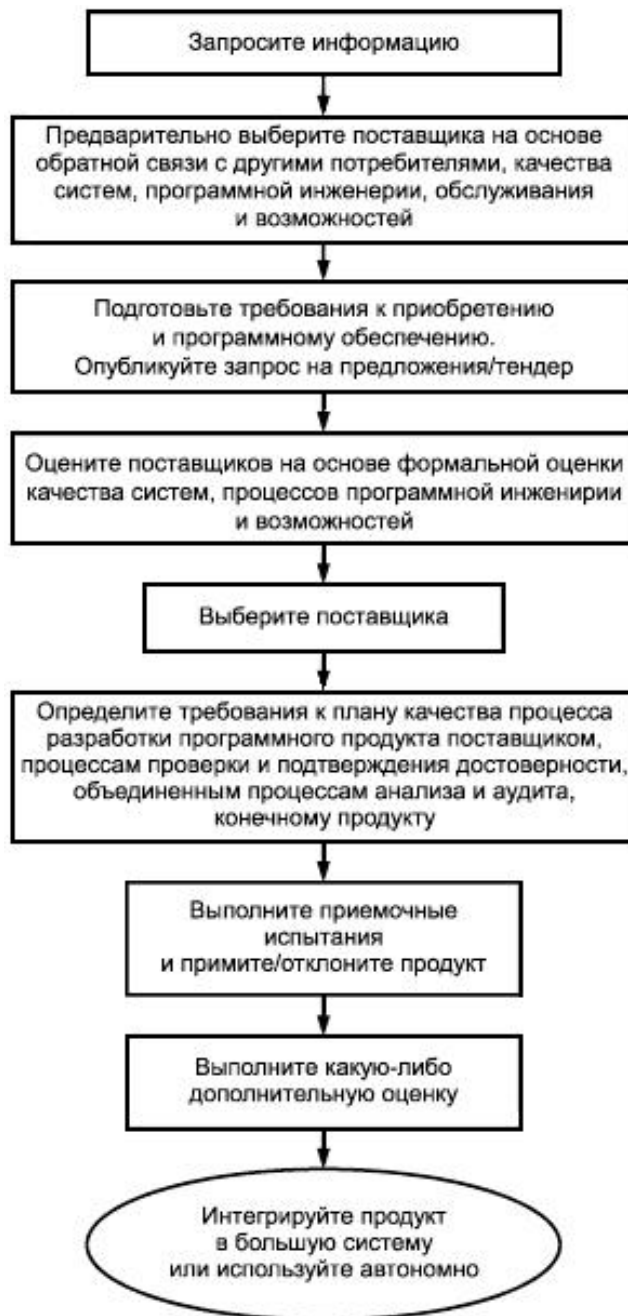 Запросите информацию
Предварительно выберите поставщика на основе
обратной связи с другими потребителями, качества
систем, программной инженерии, обслуживания
и возможностей
Подготовьте требования к приобретению
и программному обеспечению.
Опубликуйте запрос на предложения/тендер
Оцените поставщиков на основе формальной оценки
качества систем, процессов программной инженирии
и возможностей
Выберите поставщика
Определите требования к плану качества процесса
разработки программного продукта поставщиком,
процессам проверки и подтверждения достоверности,
объединенным процессам анализа и аудита,
конечному продукту
Выполните приемочные
испытания
и примите/отклоните продукт
Выполните какую-либо
дополнительную оценку
Интегрируйте продукт
в большую систему
или используйте автономно